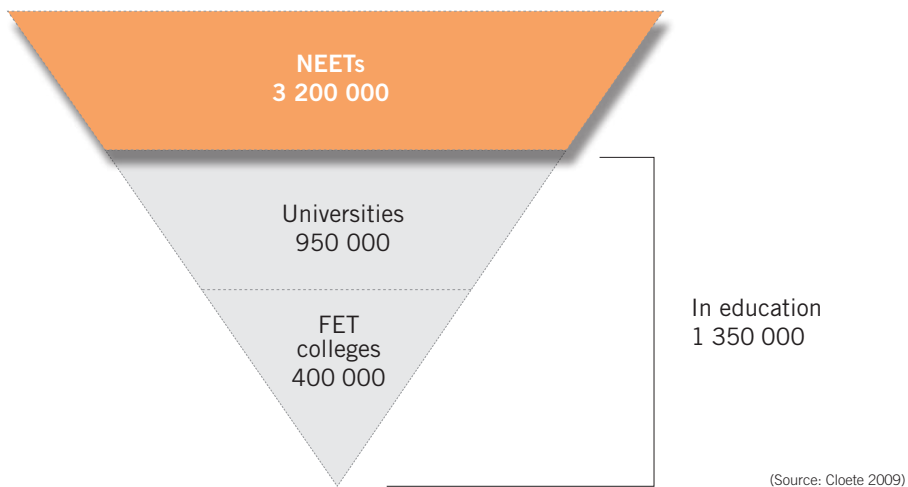 NEETs
3 200 000
Universities
950 000
FET
colleges
400 000
In education
1 350 000
(Source: Cloete 2009)